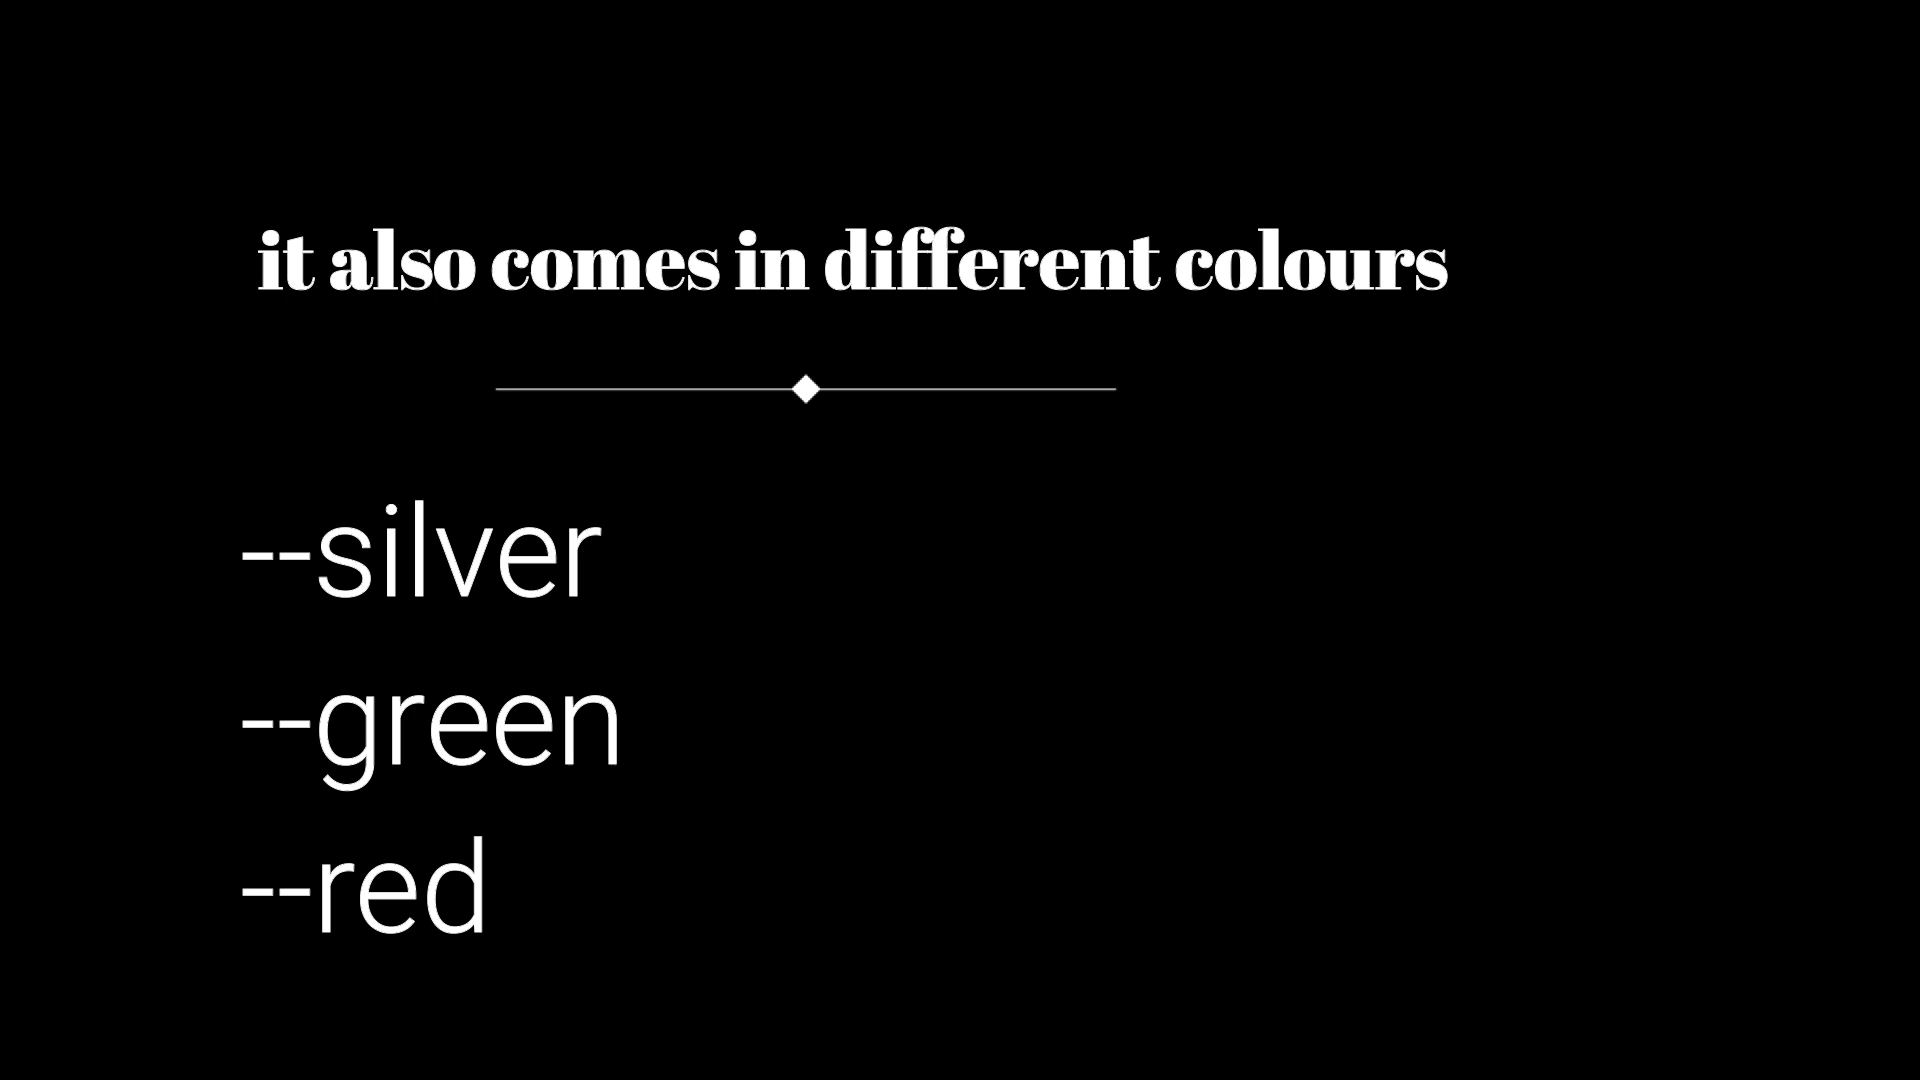 it also comes in different colours
--silver
--green
--red